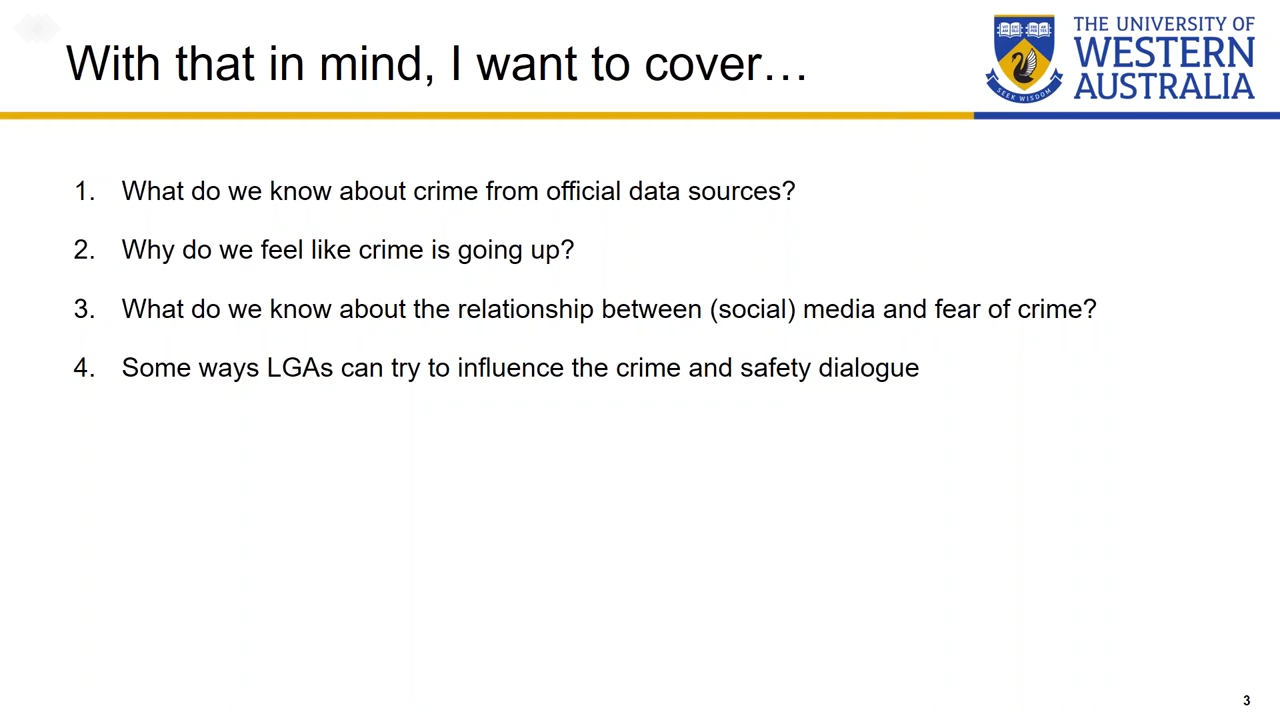 With that in mind, I want to cover…
SEEK WISDOM
THE UNIVERSITY OF
WESTERN
AUSTRALIA
1. What do we know about crime from official data sources?
2. Why do we feel like crime is going up?
3. What do we know about the relationship between (social) media and fear of crime?
4. Some ways LGAs can try to influence the crime and safety dialogue
3